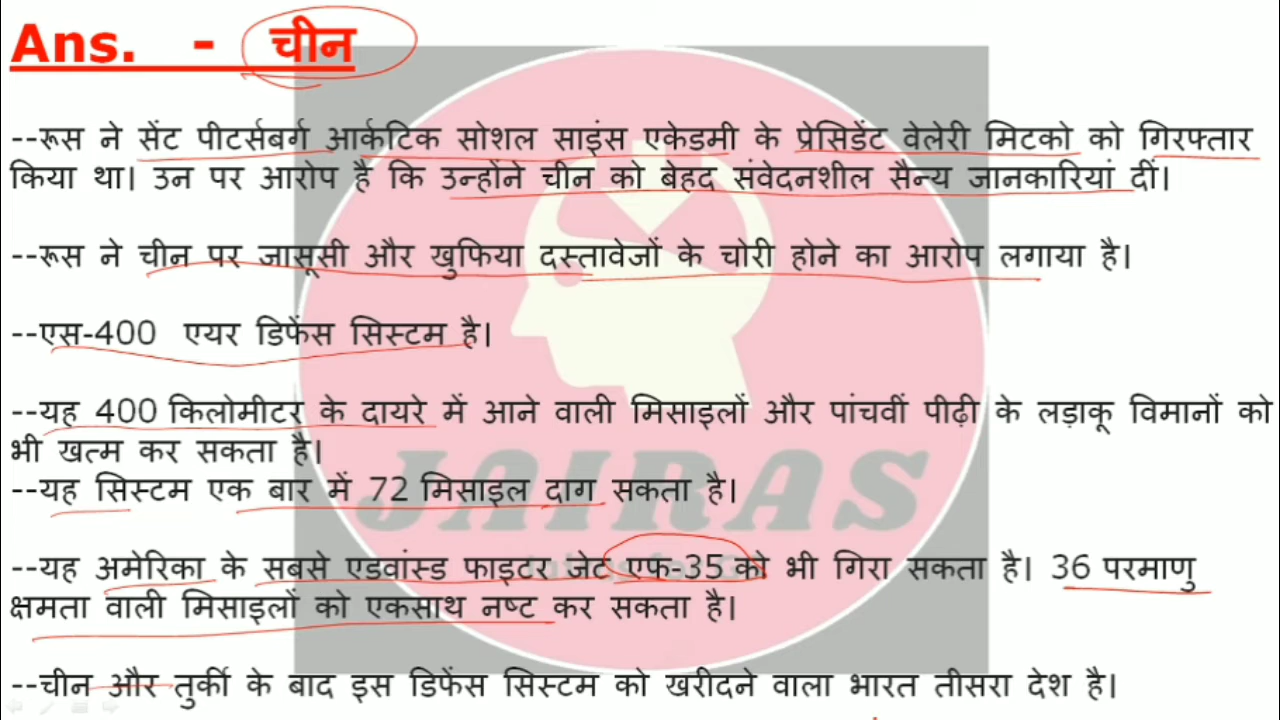 Ans. - चीन
--रूस ने सेंट पीटर्सबर्ग आर्कटिक सोशल साइंस एकेडमी के प्रेसिडेंट वेलेरी मिटको को गिरफ्तार
किया था। उन पर आरोप है कि उन्होंने चीन को बेहद संवेदनशील सैन्य जानकारियां दीं।
--रूस ने चीन पर जासूसी और खुफिया दस्तावेजों के चोरी होने का आरोप लगाया है।
--एस-400 एयर डिफेंस सिस्टम है।
--यह 400 किलोमीटर के दायरे में आने वाली मिसाइलों और पांचवीं पीढ़ी के लड़ाकू विमानों को
भी खत्म कर सकता है।
JAIRAS
--यह सिस्टम एक बार में 72 मिसाइल दाग सकता है।
--यह अमेरिका के सबसे एडवांस्ड फाइटर जेट एफ-35 को भी गिरा सकता है। 36 परमाणु
क्षमता वाली मिसाइलों को एकसाथ नष्ट कर सकता है।
--चीन और तुर्की के बाद इस डिफेंस सिस्टम को खरीदने वाला भारत तीसरा देश है।